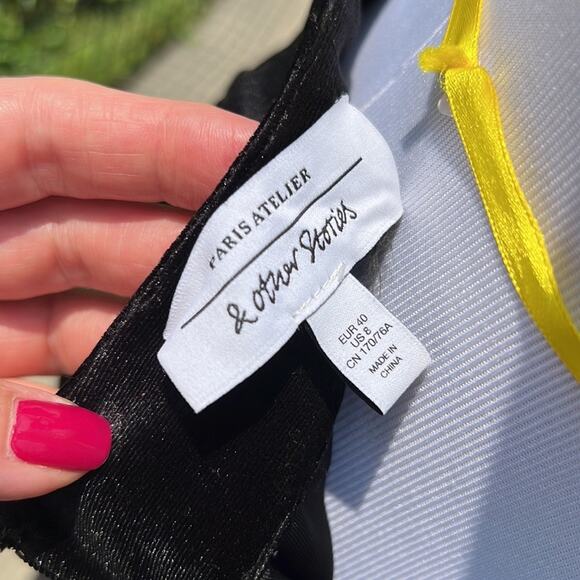 PARIS ATELIER
& Other Stories
EUR 40
US 8
CN 170/76A
MADE IN
CHINA